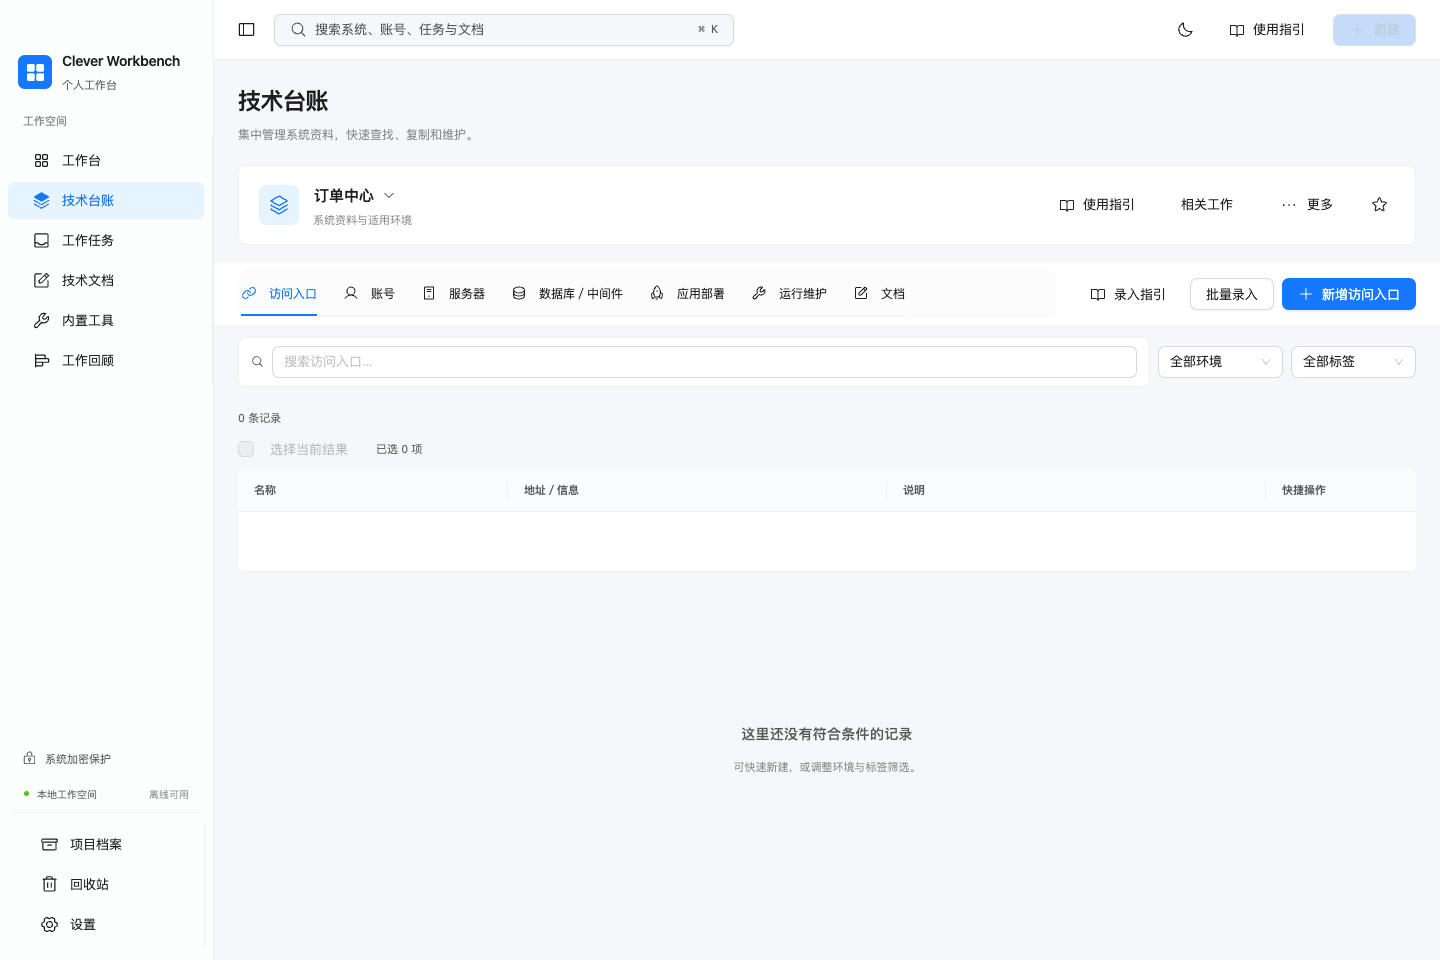 Clever Workbench
个人工作台
工作空间
工作台
技术台账
工作任务
技术文档
内置工具
工作回顾
系统加密保护
本地工作空间 离线可用
项目档案
回收站
设置
搜索系统、账号、任务与文档 ⌘ K
使用指引
新建
技术台账
集中管理系统资料，快速查找、复制和维护。
订单中心
系统资料与适用环境
使用指引 相关工作 ··· 更多
访问入口 账号 服务器 数据库 / 中间件 应用部署 运行维护 文档
录入指引 批量录入 新增访问入口
搜索访问入口...
全部环境 全部标签
0 条记录
选择当前结果 已选 0 项
名称 地址 / 信息 说明 快捷操作
这里还没有符合条件的记录
可快速新建，或调整环境与标签筛选。